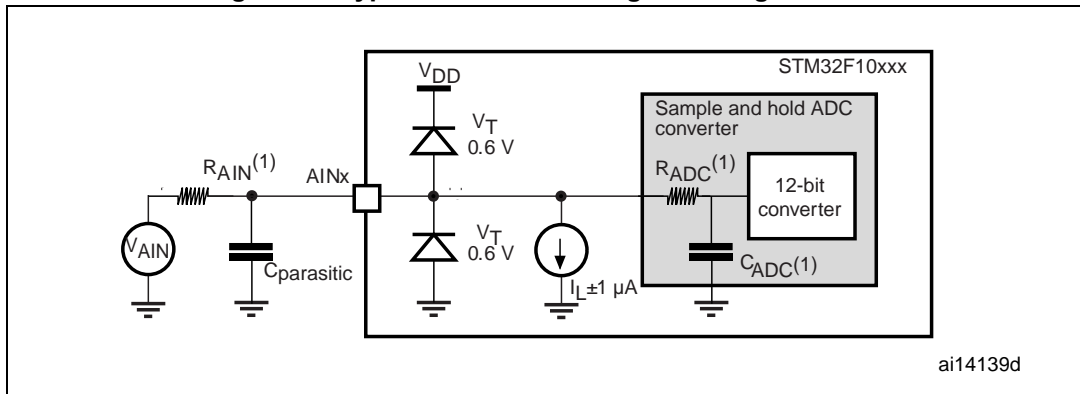 STM32F10xxx
VDD
Sample and hold ADC
converter
VT
0.6 V
RAIN(1)
AINx
RADC(1)
12-bit
converter
VAIN
Cparasitic
VT
0.6 V
IL±1 µA
CADC(1)
ai14139d